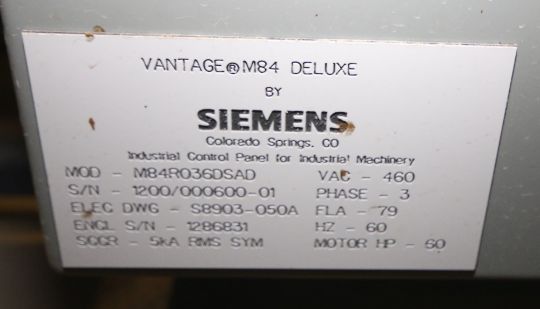 VANTAGE®M84 DELUXE
BY
SIEMENS
Colorado Springs, CO
Industrial Control Panel for Industrial Machinery
MOD - M84R036DSAD VAC - 460
S/N - 1200/000600-01 PHASE - 3
ELEC DWG - S8903-050A FLA - 79
ENCL S/N - 1286831 HZ - 60
SCCR - 5kA RMS SYM MOTOR HP - 60